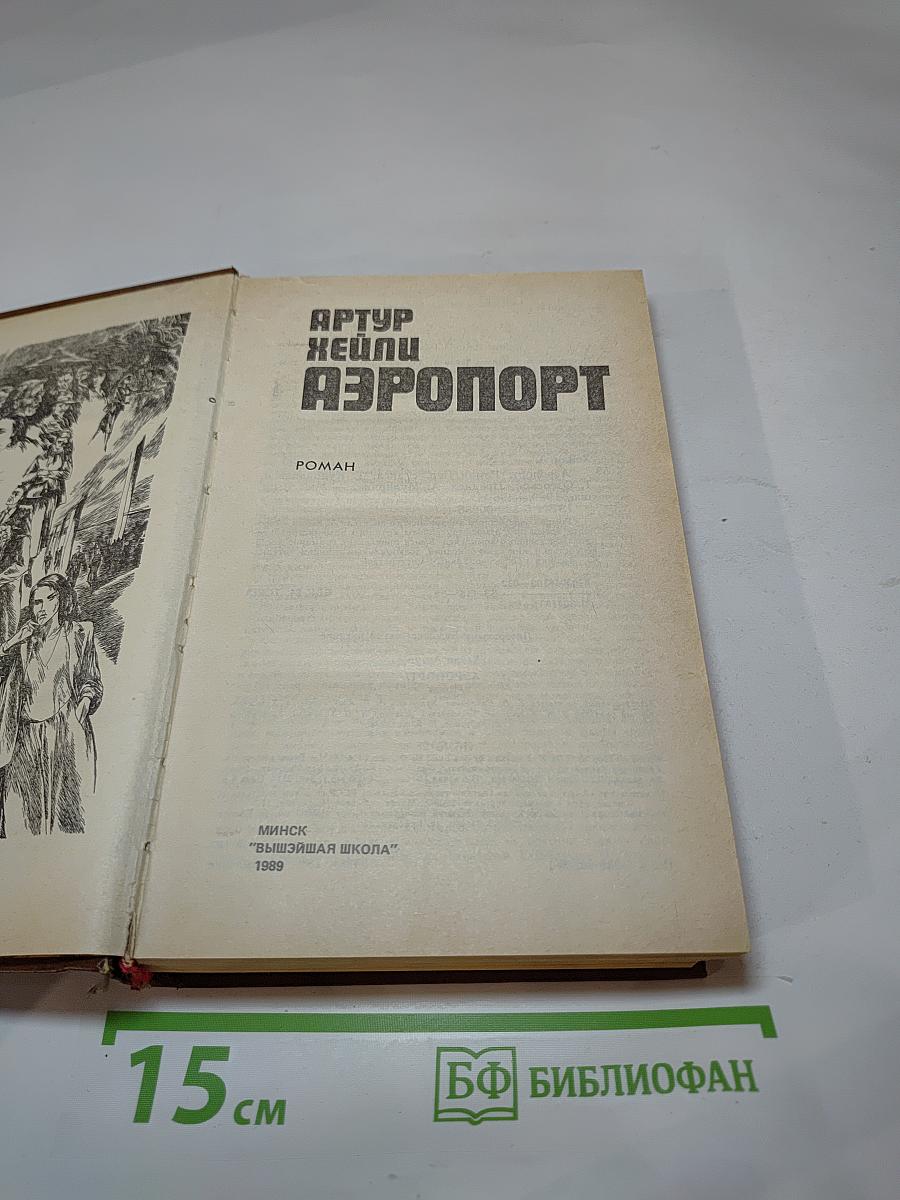 АРТУР
ХЕЙЛИ
АЭРОПОРТ
РОМАН
МИНСК
"ВЫШЭЙШАЯ ШКОЛА"
1989
15 см
БФ БИБЛИОФАН